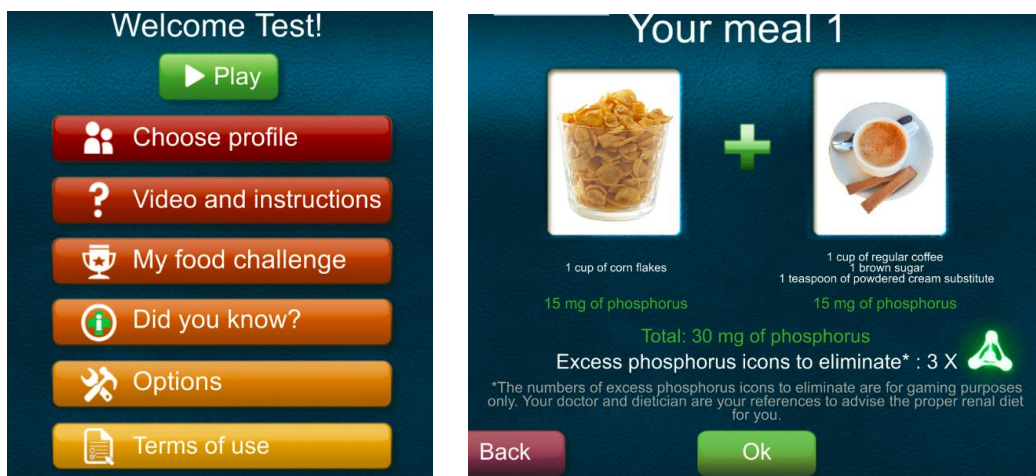 Welcome Test!
Play
Choose profile
Video and instructions
My food challenge
Did you know?
Options
Terms of use
Your meal 1
1 cup of corn flakes
15 mg of phosphorus
1 cup of regular coffee
1 brown sugar
1 teaspoon of powdered cream substitute
15 mg of phosphorus
Total: 30 mg of phosphorus
Excess phosphorus icons to eliminate* : 3 X
*The numbers of excess phosphorus icons to eliminate are for gaming purposes
only. Your doctor and dietician are your references to advise the proper renal diet
for you.
Back
Ok